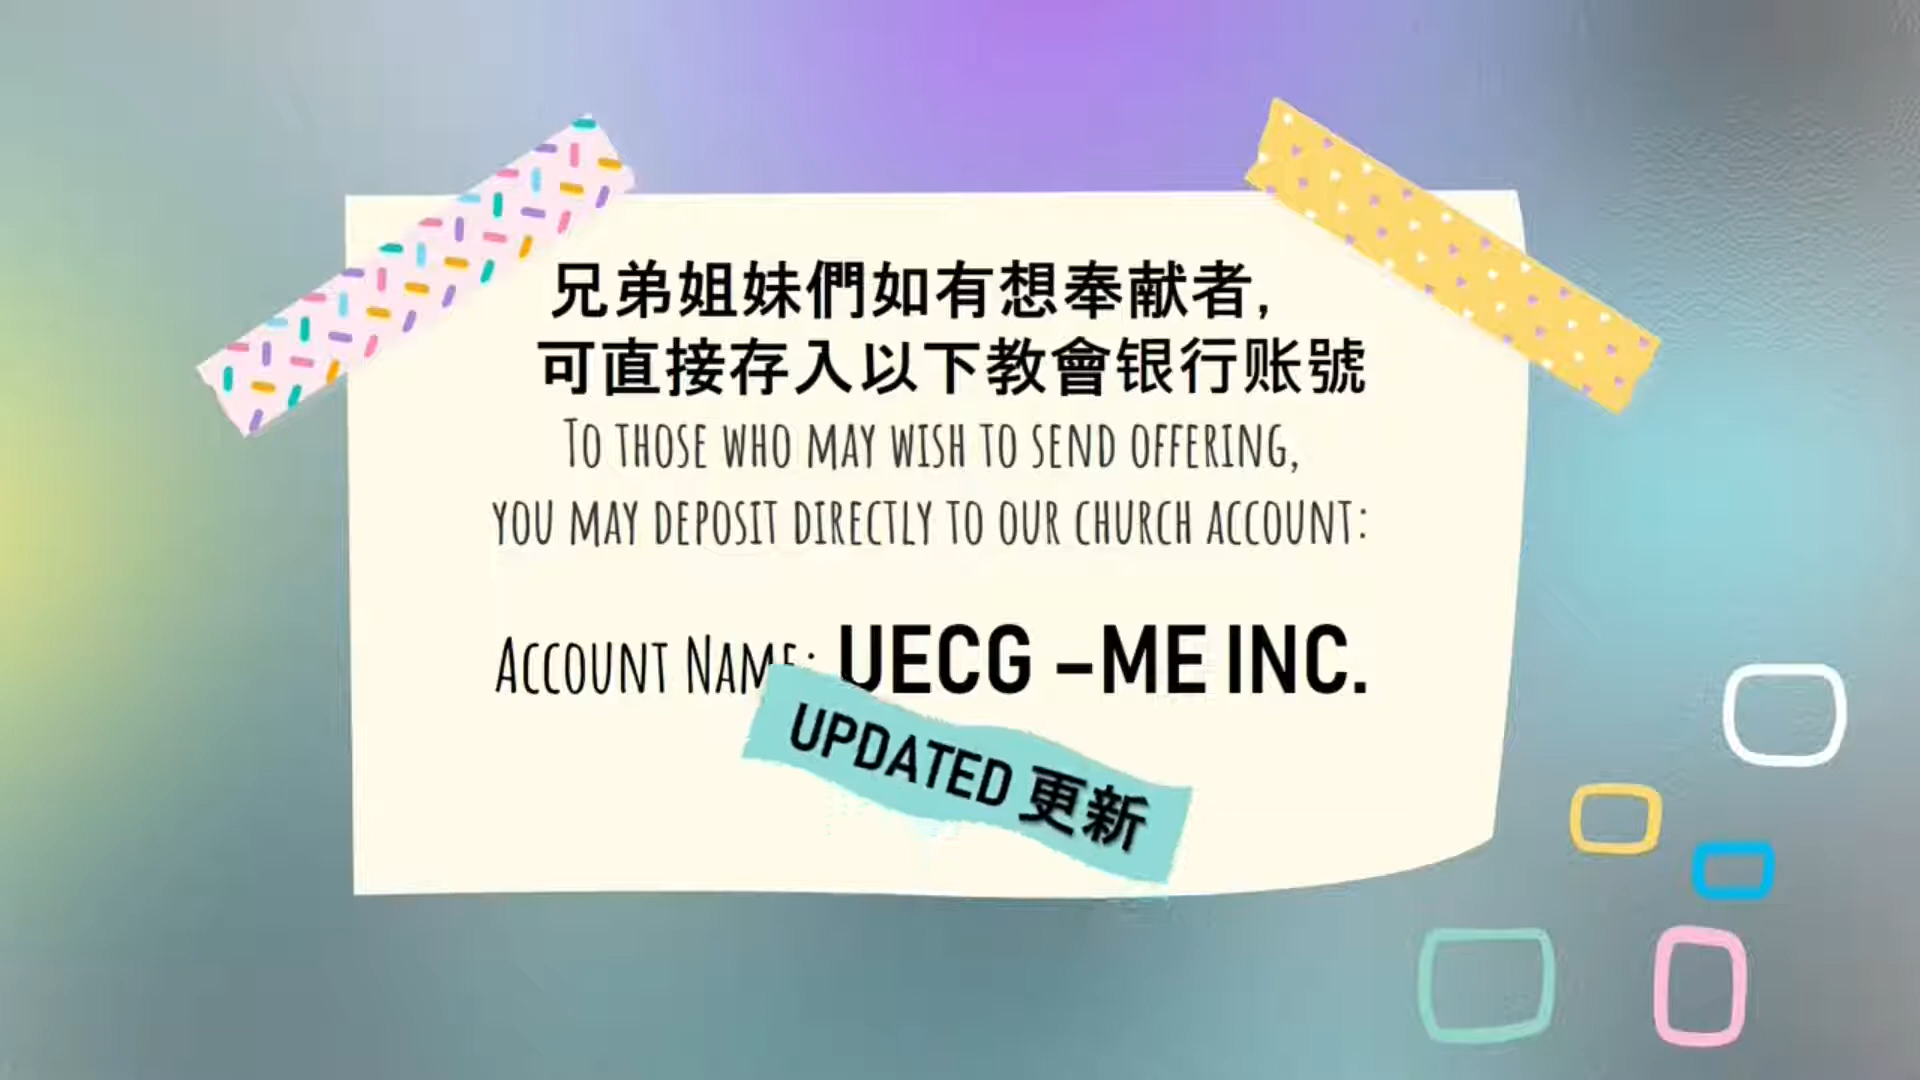 兄弟姐妹們如有想奉献者,
可直接存入以下教會银行账號
TO THOSE WHO MAY WISH TO SEND OFFERING,
YOU MAY DEPOSIT DIRECTLY TO OUR CHURCH ACCOUNT:
ACCOUNT NAME: UECG -ME INC.
UPDATED 更新